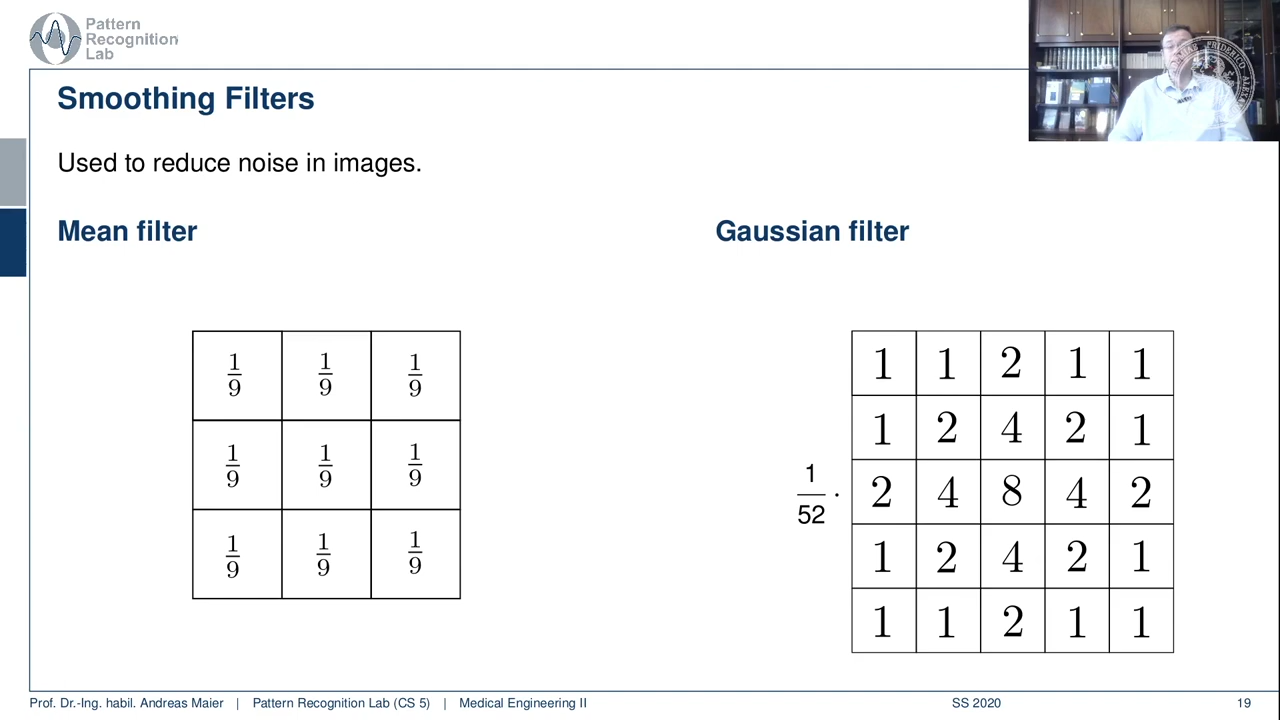 Pattern
Recognition
Lab
Smoothing Filters
Used to reduce noise in images.
Mean filter
Gaussian filter
1/9 1/9 1/9
1/9 1/9 1/9
1/9 1/9 1/9
1/52 ·
1 1 2 1 1
1 2 4 2 1
2 4 8 4 2
1 2 4 2 1
1 1 2 1 1
Prof. Dr.-Ing. habil. Andreas Maier | Pattern Recognition Lab (CS 5) | Medical Engineering II SS 2020 19